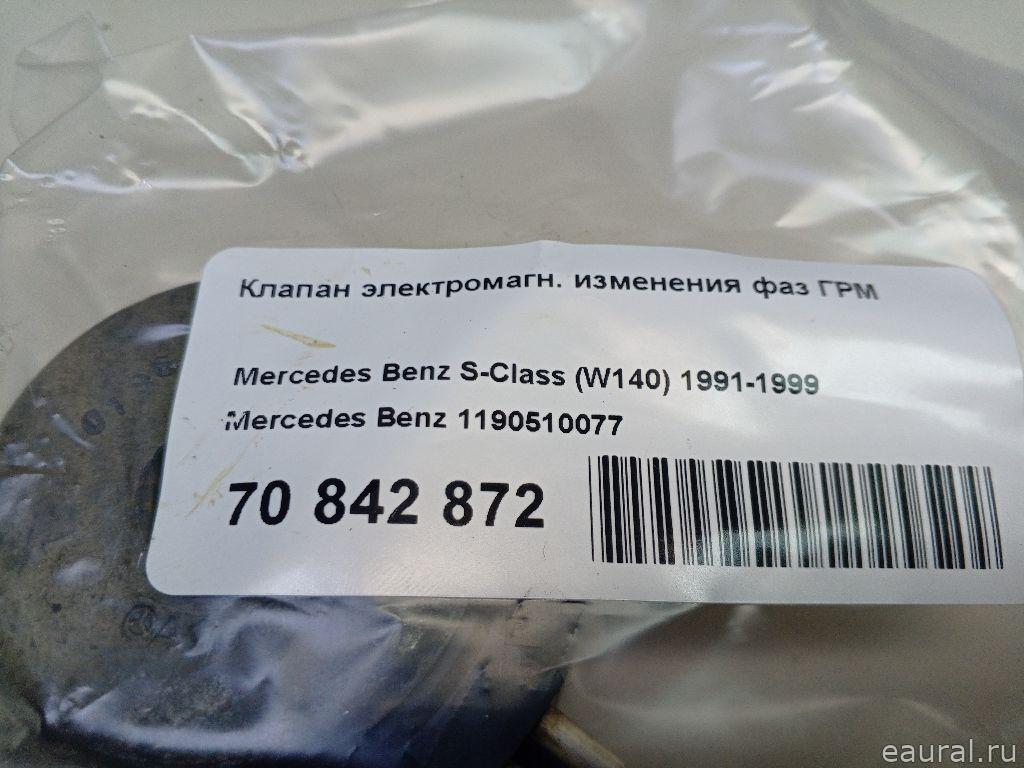 Клапан электромагн. изменения фаз ГРМ
Mercedes Benz S-Class (W140) 1991-1999
Mercedes Benz 1190510077
70 842 872
eaural.ru